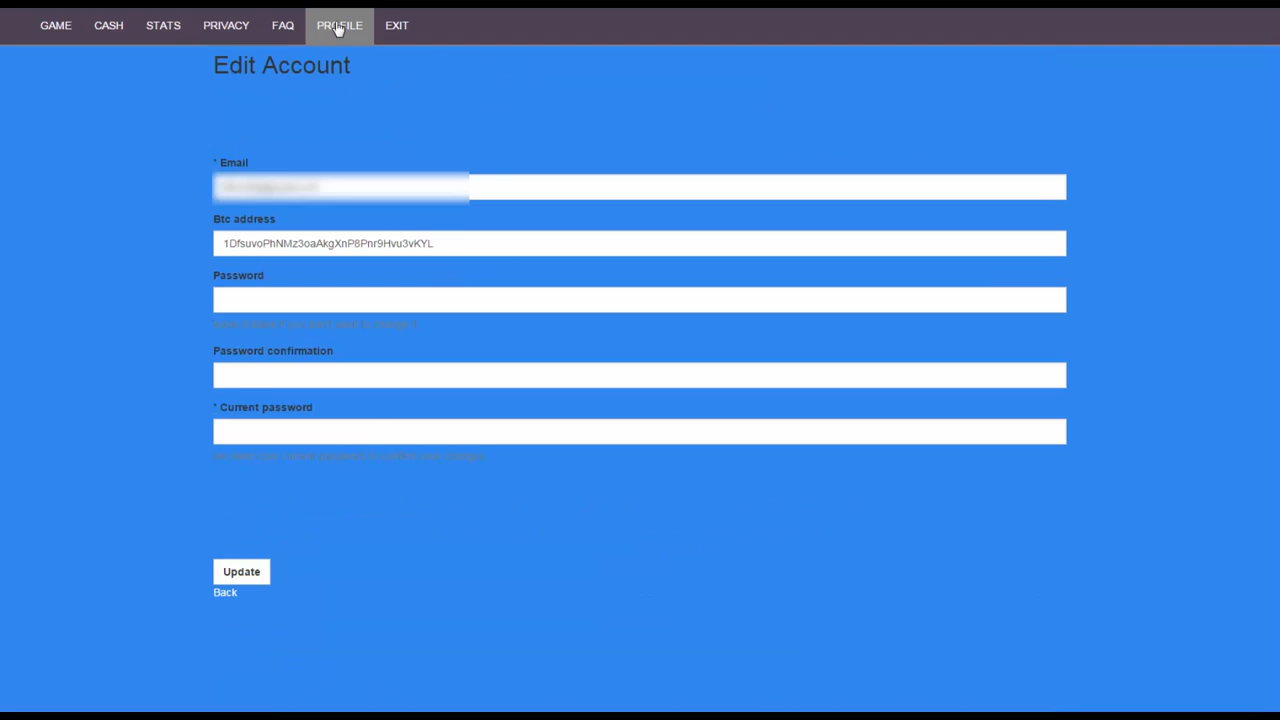 GAME CASH STATS PRIVACY FAQ PROFILE EXIT
Edit Account
* Email
Btc address
1DfsuvoPhNMz3oaAkgXnP8Pnr9Hvu3vKYL
Password
Password confirmation
* Current password
Update
Back